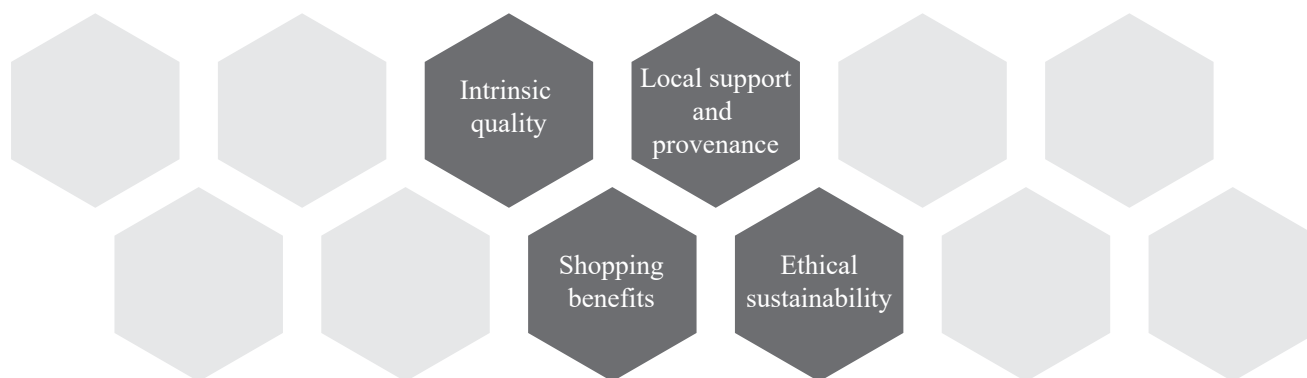 Intrinsic
quality
Local support
and
provenance
Shopping
benefits
Ethical
sustainability